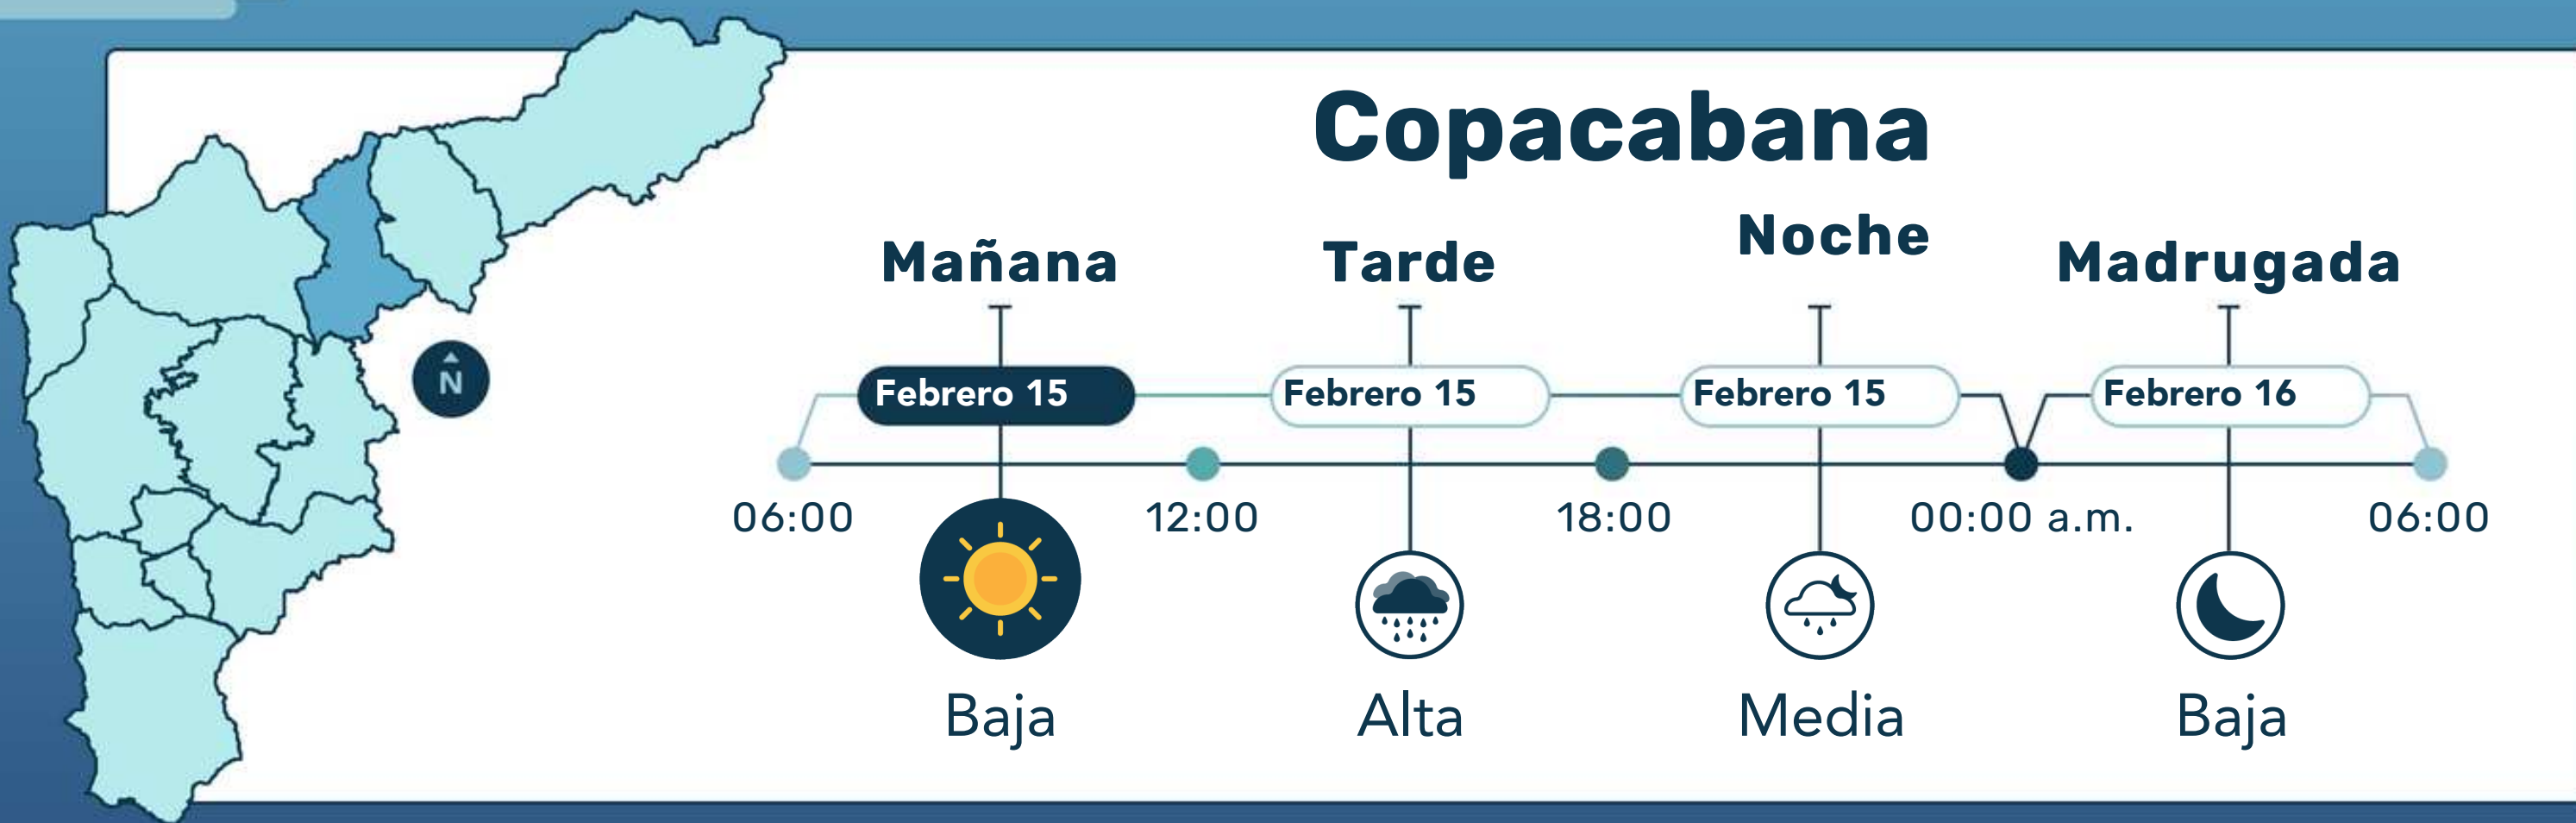 Copacabana
Mañana
Tarde
Noche
Madrugada
N
Febrero 15
Febrero 15
Febrero 15
Febrero 16
06:00
12:00
18:00
00:00 a.m.
06:00
Baja
Alta
Media
Baja